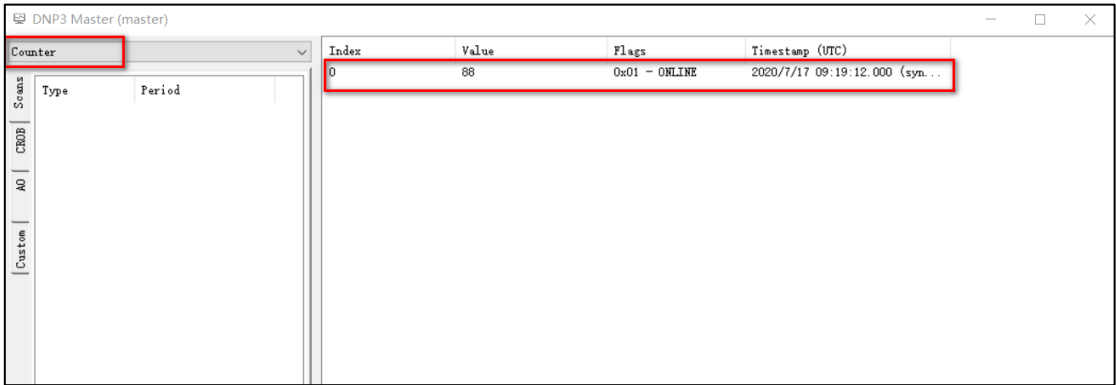 DNP3 Master (master)
Counter
Scans
CROB
AO
Custom
Type Period
Index Value Flags Timestamp (UTC)
0 88 0x01 - ONLINE 2020/7/17 09:19:12.000 (syn...